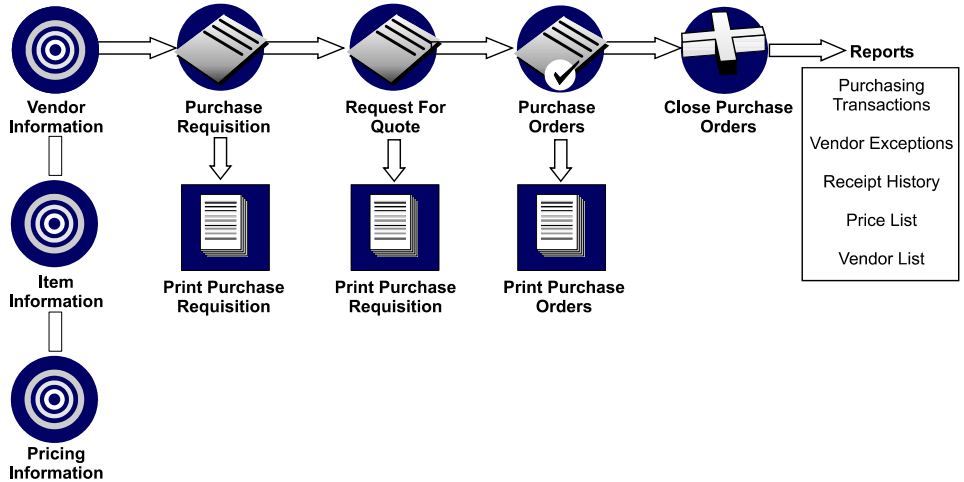 Vendor
Information
Purchase
Requisition
Request For
Quote
Purchase
Orders
Close Purchase
Orders
Reports
Purchasing
Transactions
Vendor Exceptions
Receipt History
Price List
Vendor List
Item
Information
Print Purchase
Requisition
Print Purchase
Requisition
Print Purchase
Orders
Pricing
Information